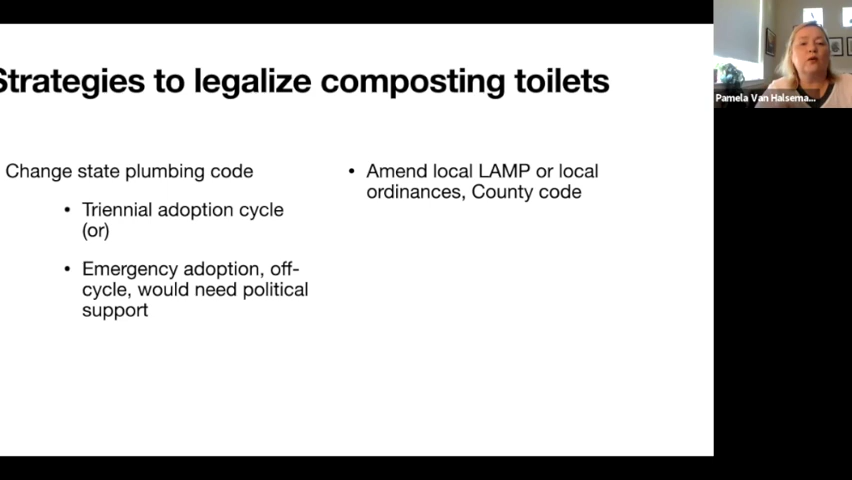 Strategies to legalize composting toilets
Change state plumbing code
• Triennial adoption cycle
(or)
• Emergency adoption, off-
cycle, would need political
support
• Amend local LAMP or local
ordinances, County code
Pamela Van Halsema...